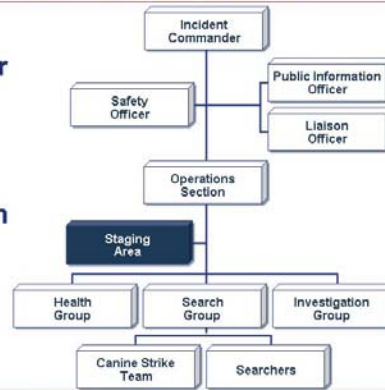 Incident
Commander
r
Public Information
Officer
Safety
Officer
Liaison
Officer
Operations
Section
n
Staging
Area
Health
Group
Search
Group
Investigation
Group
Canine Strike
Team
Searchers